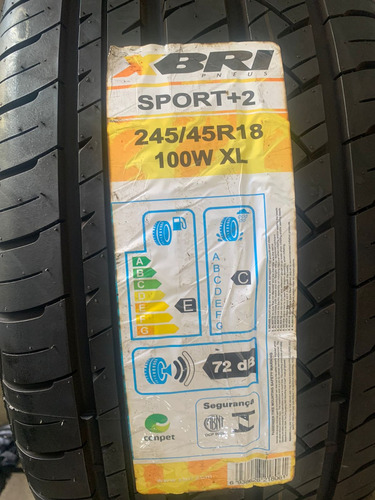 XBRI
PNEUS
SPORT+2
245/45R18
100W XL
A
B
C
D
E
F
G
E
A
B
C
D
E
F
G
C
72 dB
conpet
Segurança